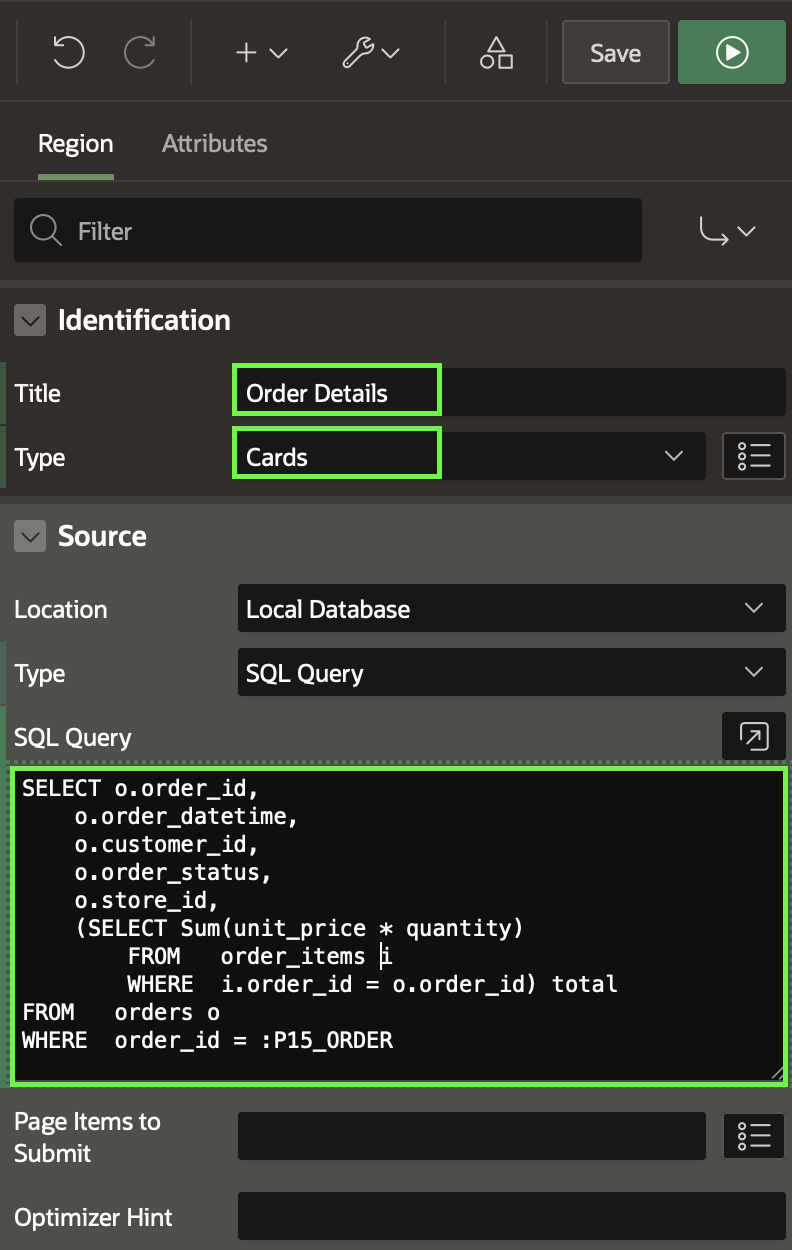 Save
Region Attributes
Filter
Identification
Title Order Details
Type Cards
Source
Location Local Database
Type SQL Query
SQL Query
SELECT o.order_id,
    o.order_datetime,
    o.customer_id,
    o.order_status,
    o.store_id,
    (SELECT Sum(unit_price * quantity)
        FROM   order_items i
        WHERE  i.order_id = o.order_id) total
FROM   orders o
WHERE  order_id = :P15_ORDER
Page Items to
Submit
Optimizer Hint